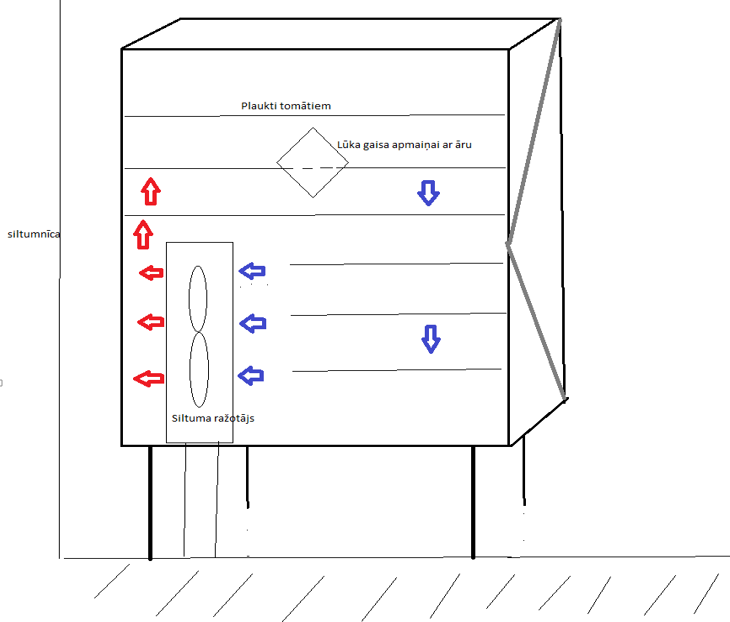 Plaukti tomātiem
Lūka gaisa apmaiņai ar āru
siltumnīca
Siltuma ražotājs